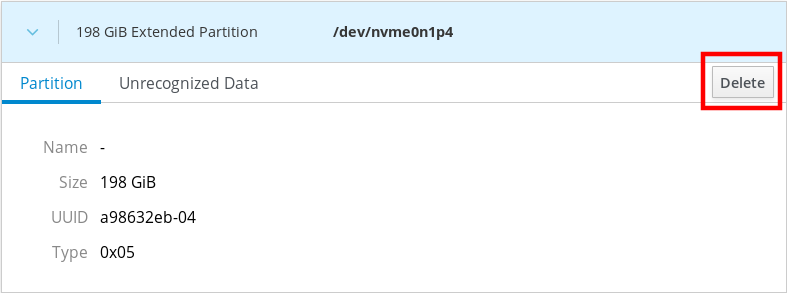 198 GiB Extended Partition /dev/nvme0n1p4
Partition Unrecognized Data Delete
Name -
Size 198 GiB
UUID a98632eb-04
Type 0x05